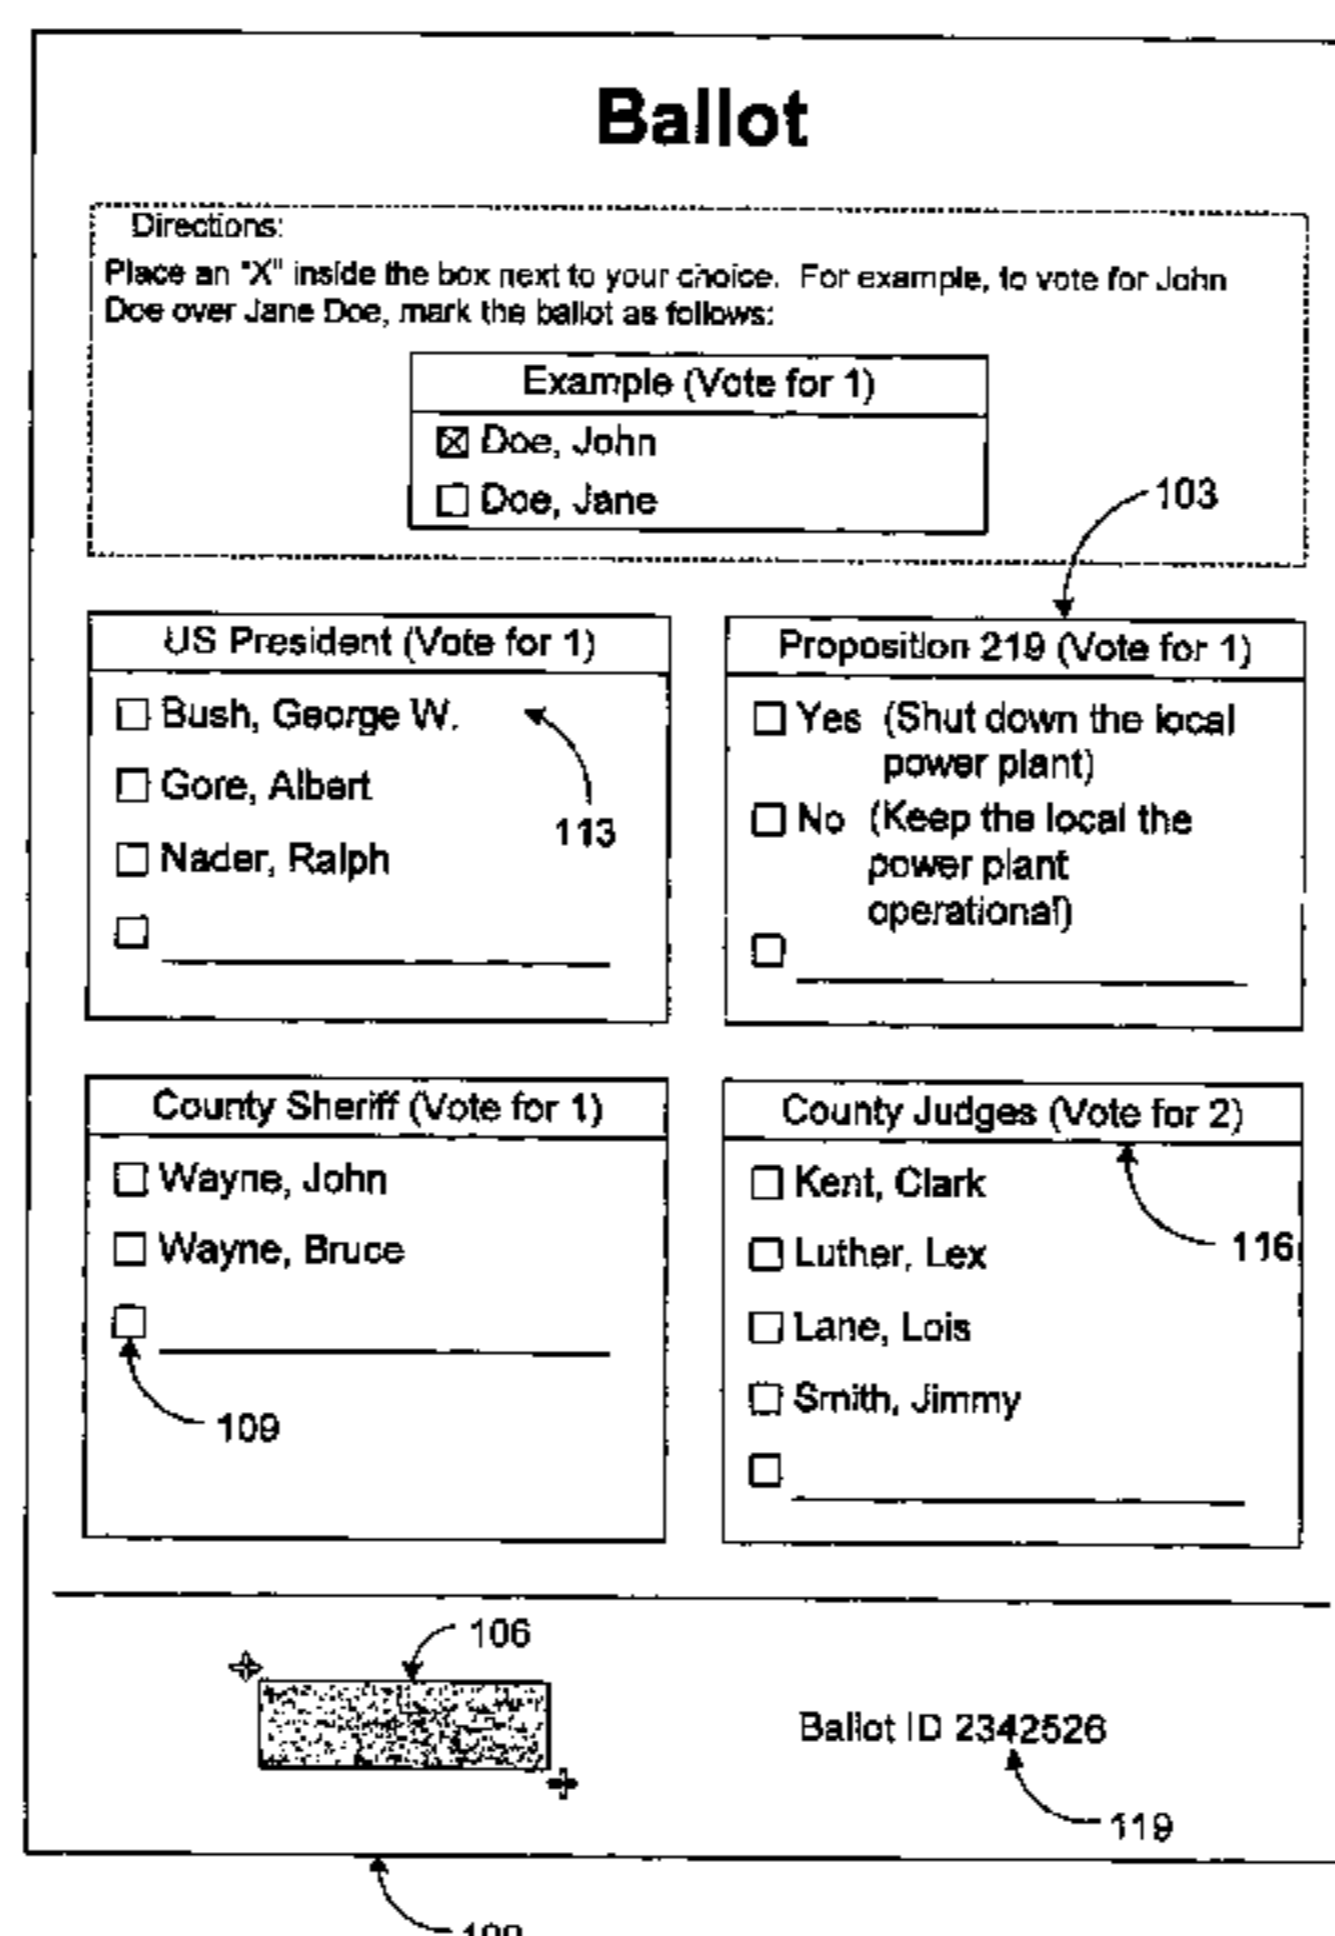 Ballot
Directions:
Place an "X" inside the box next to your choice. For example, to vote for John
Doe over Jane Doe, mark the ballot as follows:
Example (Vote for 1)
Doe, John
Doe, Jane
103
US President (Vote for 1)
Bush, George W.
Gore, Albert
Nader, Ralph
113
Proposition 219 (Vote for 1)
Yes (Shut down the local
power plant)
No (Keep the local the
power plant
operational)
County Sheriff (Vote for 1)
Wayne, John
Wayne, Bruce
109
County Judges (Vote for 2)
Kent, Clark
116
Luther, Lex
Lane, Lois
Smith, Jimmy
106
Ballot ID 2342526
119